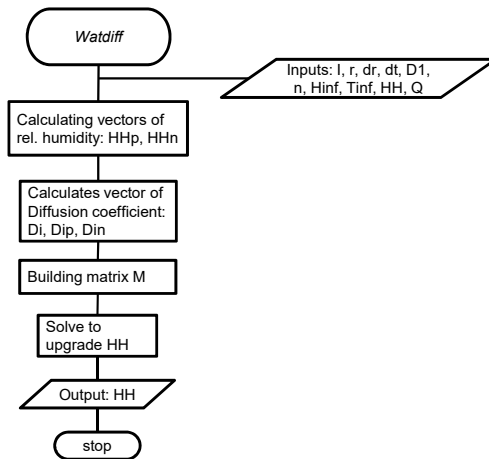 Watdiff
Inputs: I, r, dr, dt, D1,
n, Hinf, Tinf, HH, Q
Calculating vectors of
rel. humidity: HHp, HHn
Calculates vector of
Diffusion coefficient:
Di, Dip, Din
Building matrix M
Solve to
upgrade HH
Output: HH
stop